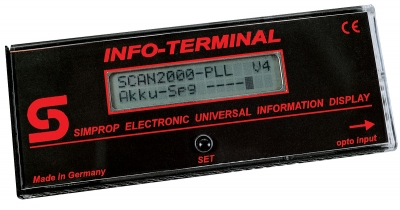 INFO-TERMINAL
CE
SCAN2000-PLL V4
Akku-Spg ----
S
SIMPROP ELECTRONIC UNIVERSAL INFORMATION DISPLAY
SET
opto input
Made in Germany